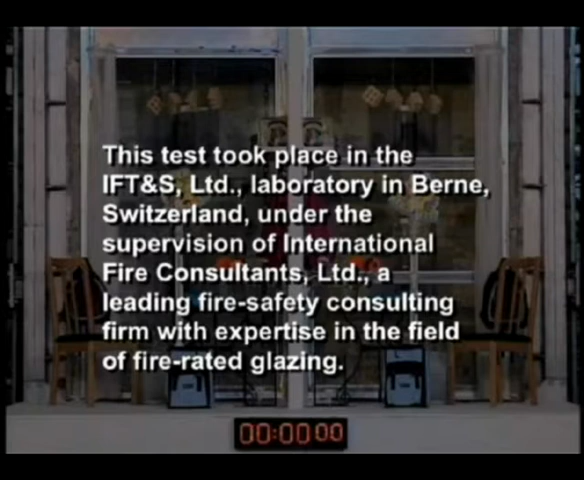 This test took place in the
IFT&S, Ltd., laboratory in Berne,
Switzerland, under the
supervision of International
Fire Consultants, Ltd., a
leading fire-safety consulting
firm with expertise in the field
of fire-rated glazing.
00:00 00